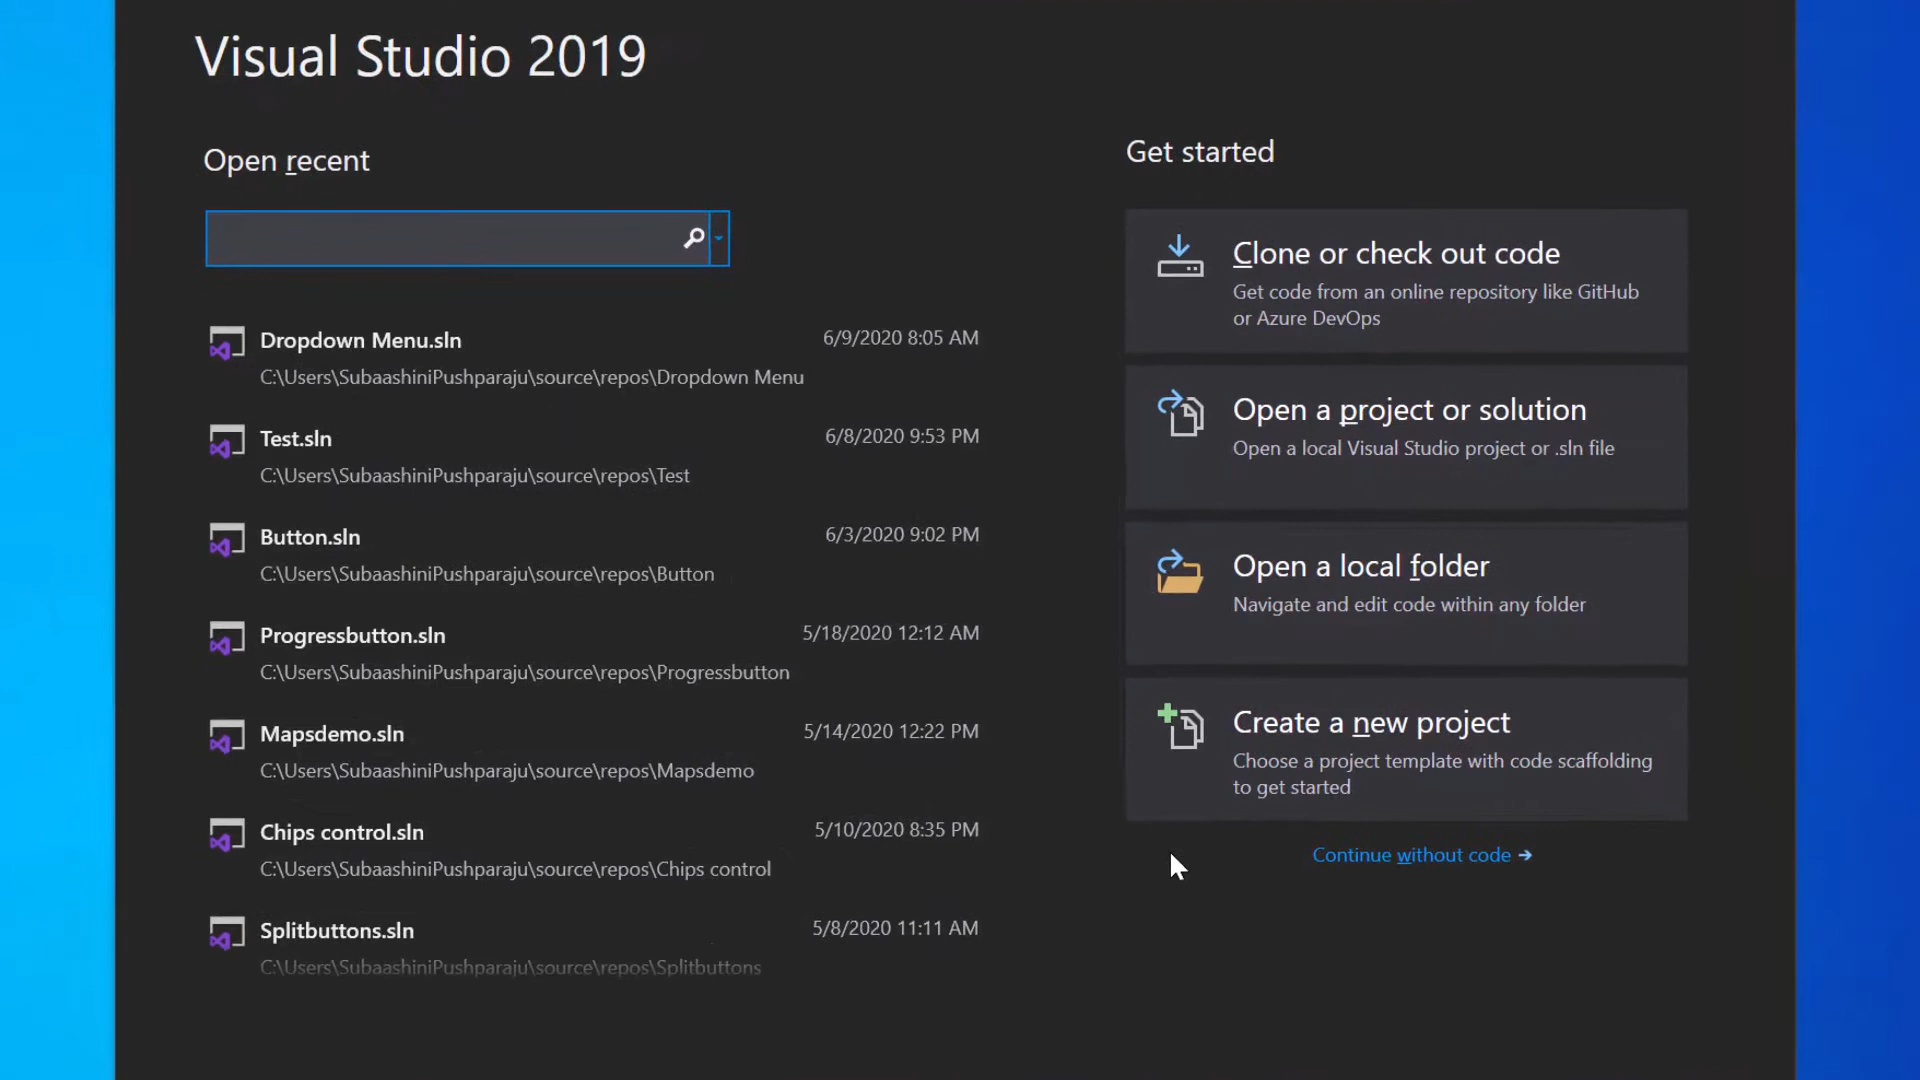 Visual Studio 2019
Open recent
Dropdown Menu.sln
6/9/2020 8:05 AM
C:\Users\SubaashiniPushparaju\source\repos\Dropdown Menu
Test.sln
6/8/2020 9:53 PM
C:\Users\SubaashiniPushparaju\source\repos\Test
Button.sln
6/3/2020 9:02 PM
C:\Users\SubaashiniPushparaju\source\repos\Button
Progressbutton.sln
5/18/2020 12:12 AM
C:\Users\SubaashiniPushparaju\source\repos\Progressbutton
Mapsdemo.sln
5/14/2020 12:22 PM
C:\Users\SubaashiniPushparaju\source\repos\Mapsdemo
Chips control.sln
5/10/2020 8:35 PM
C:\Users\SubaashiniPushparaju\source\repos\Chips control
Splitbuttons.sln
5/8/2020 11:11 AM
C:\Users\SubaashiniPushparaju\source\repos\Splitbuttons
Get started
Clone or check out code
Get code from an online repository like GitHub
or Azure DevOps
Open a project or solution
Open a local Visual Studio project or .sln file
Open a local folder
Navigate and edit code within any folder
Create a new project
Choose a project template with code scaffolding
to get started
Continue without code →